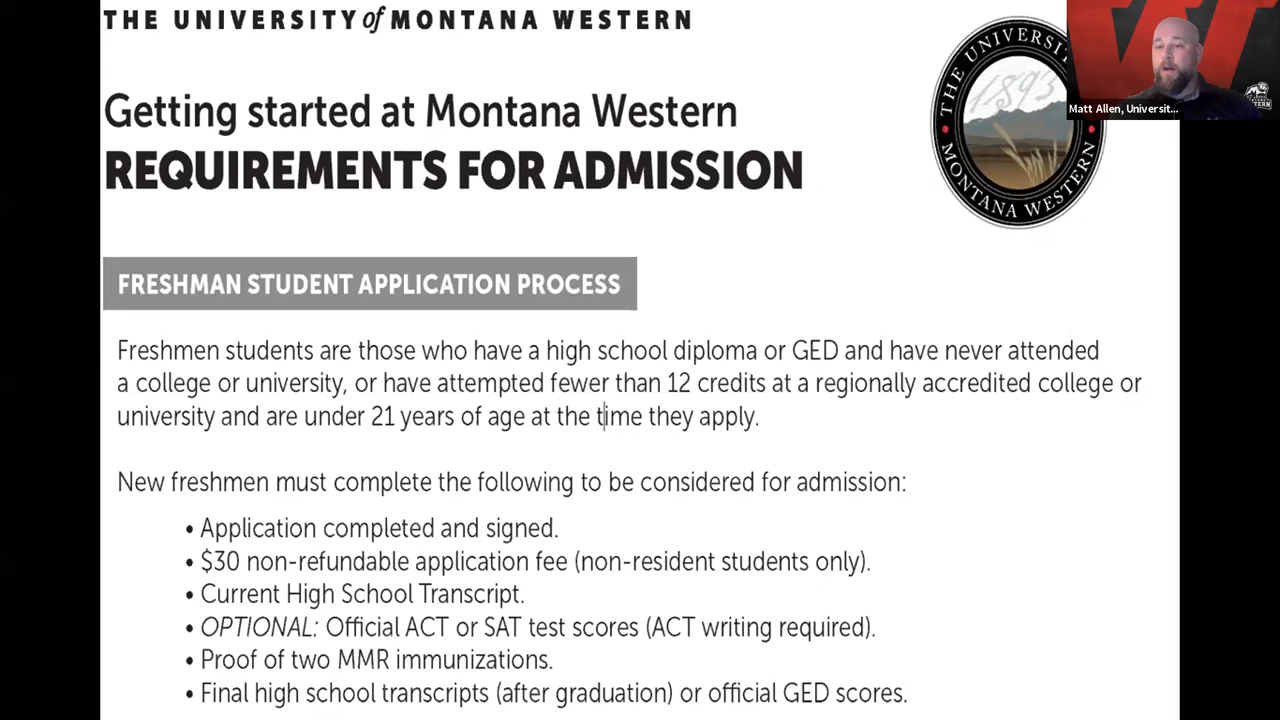 THE UNIVERSITY of MONTANA WESTERN
Getting started at Montana Western
REQUIREMENTS FOR ADMISSION
THE UNIVERSIT
1893
MONTANA WESTERN
W
Matt Allen, Universit...
FRESHMAN STUDENT APPLICATION PROCESS
Freshmen students are those who have a high school diploma or GED and have never attended
a college or university, or have attempted fewer than 12 credits at a regionally accredited college or
university and are under 21 years of age at the time they apply.
New freshmen must complete the following to be considered for admission:
• Application completed and signed.
• $30 non-refundable application fee (non-resident students only).
• Current High School Transcript.
• OPTIONAL: Official ACT or SAT test scores (ACT writing required).
• Proof of two MMR immunizations.
• Final high school transcripts (after graduation) or official GED scores.